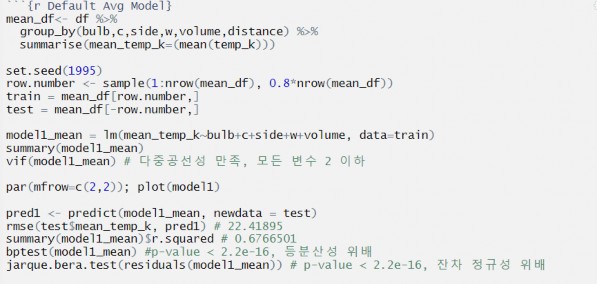 ```{r Default Avg Model}
mean_df<- df %>%
  group_by(bulb,c,side,w,volume,distance) %>%
  summarise(mean_temp_k=(mean(temp_k)))

set.seed(1995)
row.number <- sample(1:nrow(mean_df), 0.8*nrow(mean_df))
train = mean_df[row.number,]
test = mean_df[-row.number,]

model1_mean = lm(mean_temp_k~bulb+c+side+w+volume, data=train)
summary(model1_mean)
vif(model1_mean) # 다중공선성 만족, 모든 변수 2 이하

par(mfrow=c(2,2)); plot(model1)

pred1 <- predict(model1_mean, newdata = test)
rmse(test$mean_temp_k, pred1) # 22.41895
summary(model1_mean)$r.squared # 0.6766501
bptest(model1_mean) #p-value < 2.2e-16, 등분산성 위배
jarque.bera.test(residuals(model1_mean)) # p-value < 2.2e-16, 잔차 정규성 위배